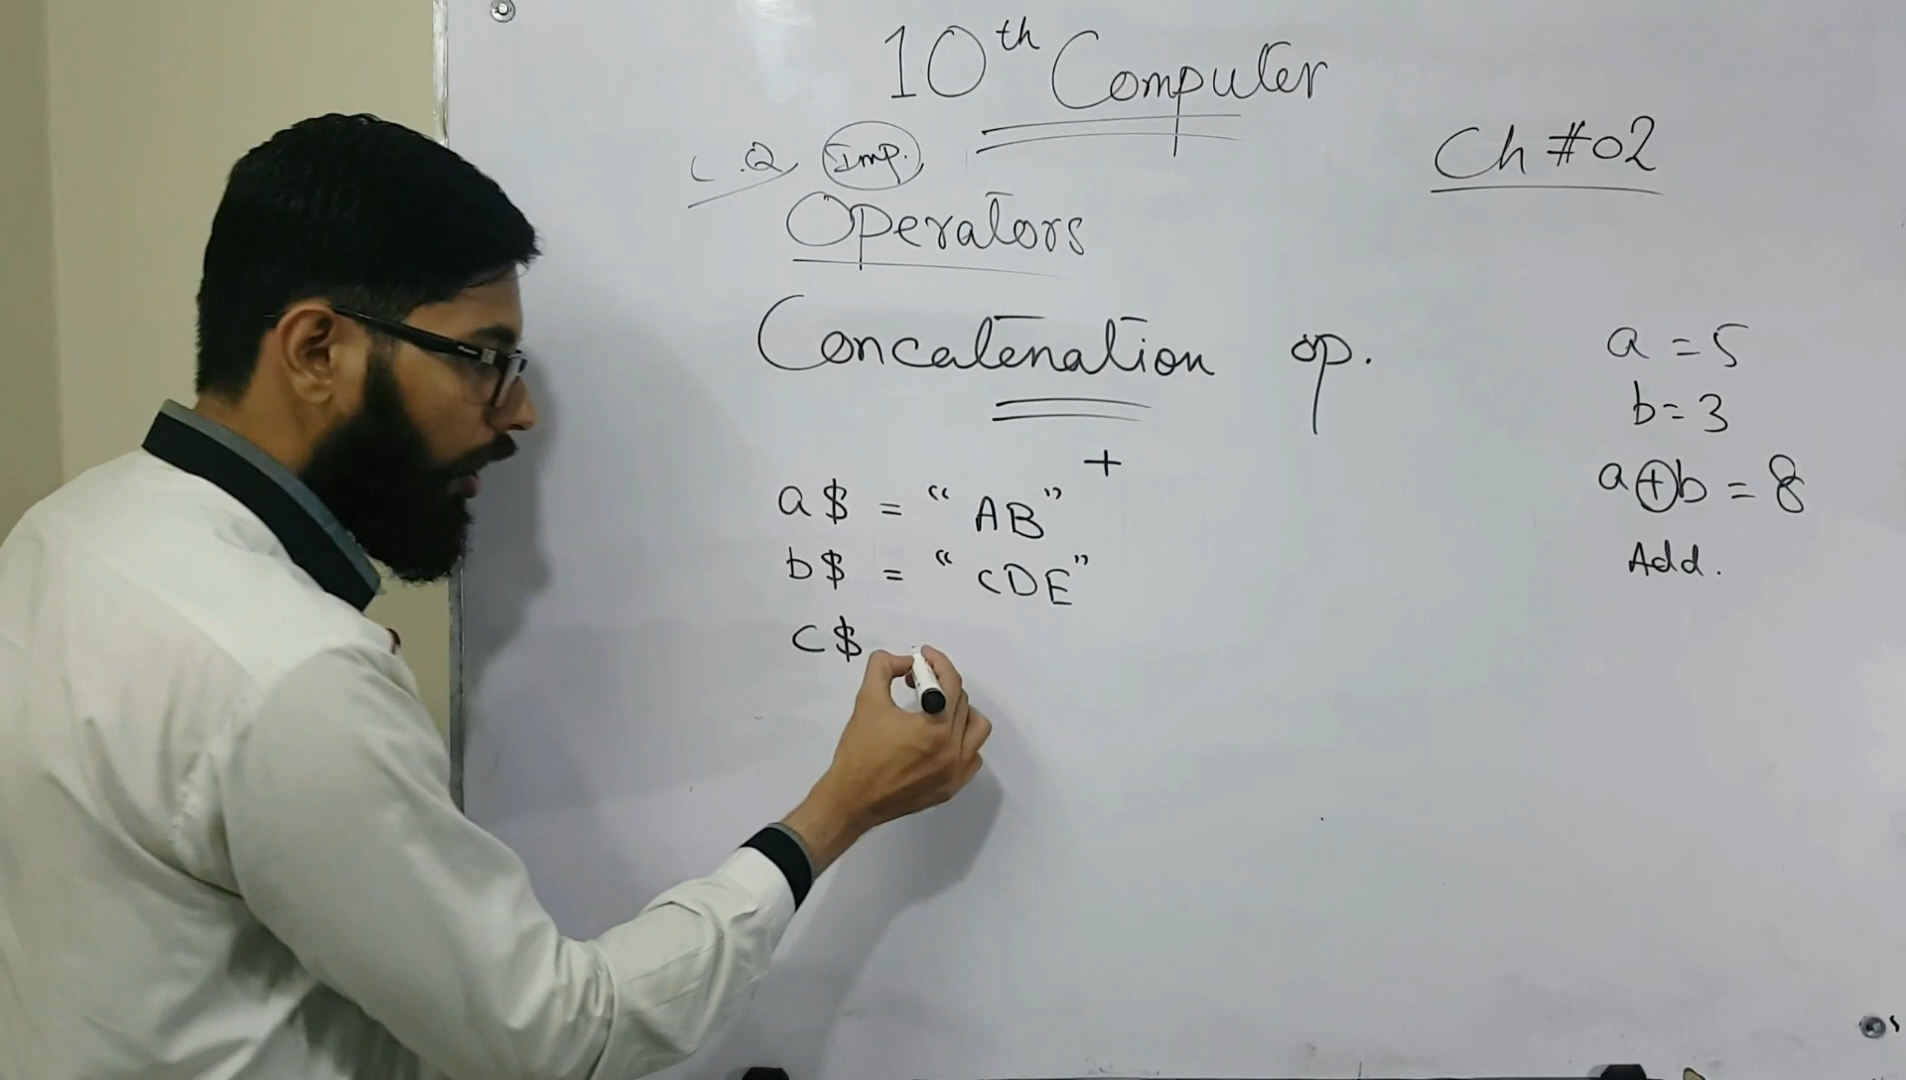 10th Computer
Ch #02
L.Q Imp.
Operators
Concatenation op.
+
a$ = "AB"
b$ = "CDE"
C$
a = 5
b = 3
a + b = 8
Add.